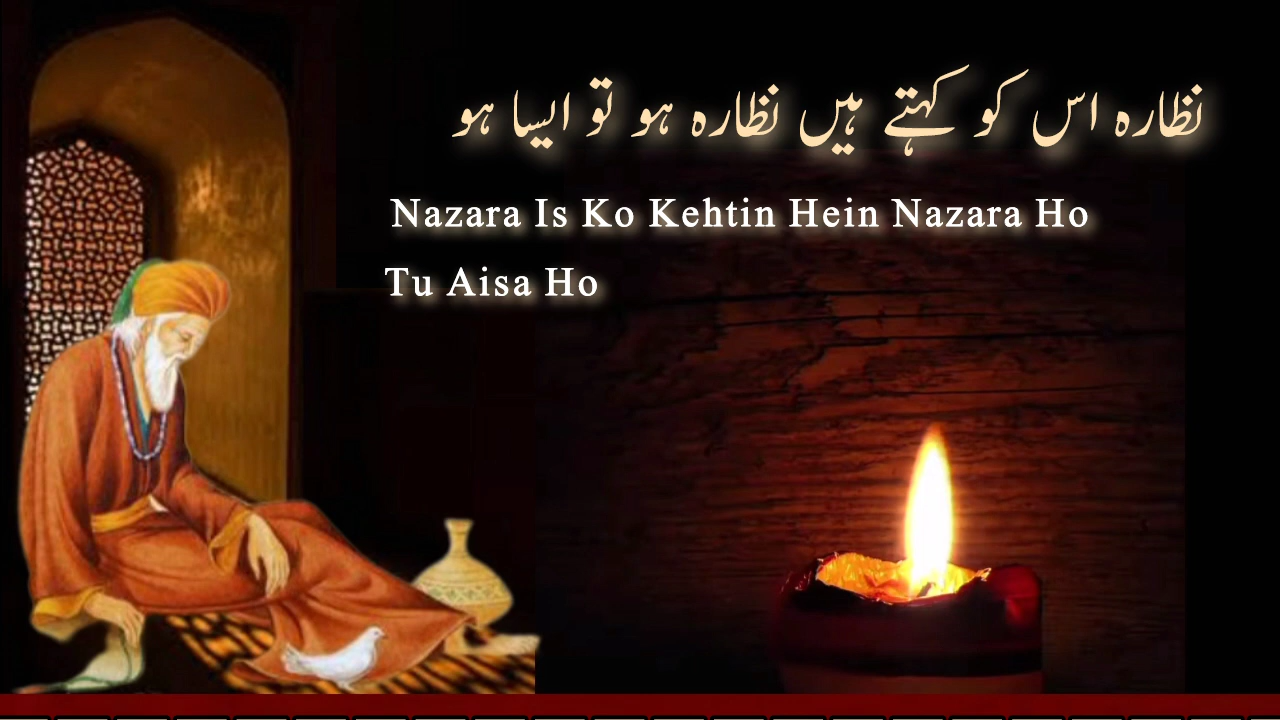 نظارہ اس کو کہتے ہیں نظارہ ہو تو ایسا ہو
Nazara Is Ko Kehtin Hein Nazara Ho
Tu Aisa Ho